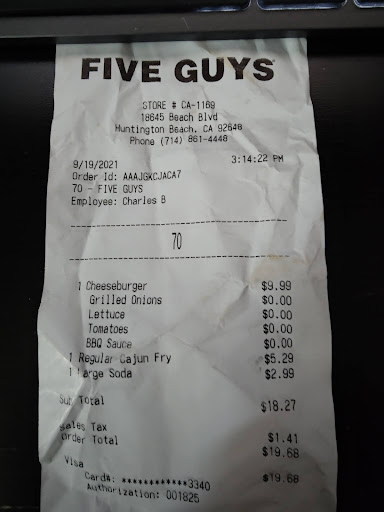 FIVE GUYS
STORE # CA-1169
18645 Beach Blvd
Huntington Beach, CA 92648
Phone (714) 861-4448
9/19/2021 3:14:22 PM
Order Id: AAAJGKCJACA7
70 - FIVE GUYS
Employee: Charles B
70
1 Cheeseburger $9.99
Grilled Onions $0.00
Lettuce $0.00
Tomatoes $0.00
BBQ Sauce $0.00
1 Regular Cajun Fry $5.29
1 Large Soda $2.99
Sub Total $18.27
Sales Tax $1.41
Order Total $19.68
Visa $19.68
Card#: ************3340
Authorization: 001825